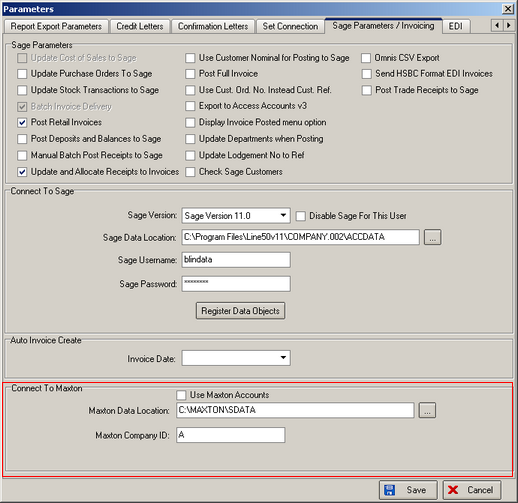 Parameters
Report Export Parameters Credit Letters Confirmation Letters Set Connection Sage Parameters / Invoicing EDI
Sage Parameters
Update Cost of Sales to Sage Use Customer Nominal for Posting to Sage Omnis CSV Export
Update Purchase Orders To Sage Post Full Invoice Send HSBC Format EDI Invoices
Update Stock Transactions to Sage Use Cust. Ord. No. Instead Cust. Ref. Post Trade Receipts to Sage
Batch Invoice Delivery Export to Access Accounts v3
Post Retail Invoices Display Invoice Posted menu option
Post Deposits and Balances to Sage Update Departments when Posting
Manual Batch Post Receipts to Sage Update Lodgement No to Ref
Update and Allocate Receipts to Invoices Check Sage Customers
Connect To Sage
Sage Version: Sage Version 11.0 Disable Sage For This User
Sage Data Location: C:\Program Files\Line50v11\COMPANY.002\ACCDATA ...
Sage Username: blindata
Sage Password: ********
Register Data Objects
Auto Invoice Create
Invoice Date:
Connect To Maxton
Use Maxton Accounts
Maxton Data Location: C:\MAXTON\SDATA ...
Maxton Company ID: A
Save Cancel